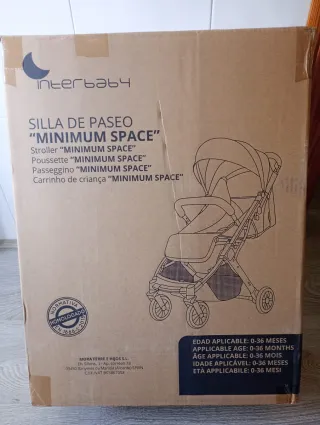 interbaby
SILLA DE PASEO
"MINIMUM SPACE"
Stroller "MINIMUM SPACE"
Poussette "MINIMUM SPACE"
Passeggino "MINIMUM SPACE"
Carrinho de criança "MINIMUM SPACE"
NORMATIVA
HOMOLOGADO
EDAD APLICABLE: 0-36 MESES
APPLICABLE AGE: 0-36 MONTHS
ÂGE APPLICABLE: 0-36 MOIS
IDADE APLICÁVEL: 0-36 MESES
ETÀ APPLICABILE: 0-36 MESI